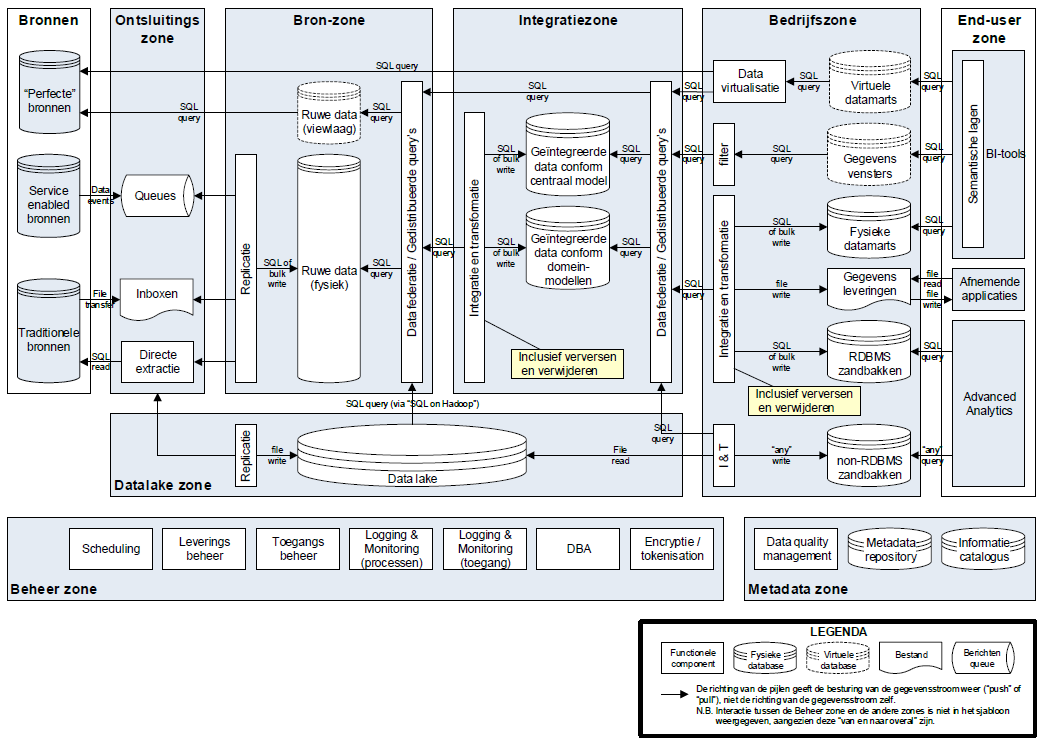 Bronnen
Ontsluitings
zone
Bron-zone
Integratiezone
Bedrijfszone
End-user
zone
“Perfecte”
bronnen
Service
enabled
bronnen
Traditionele
bronnen
Data
events
File
transfer
SQL
read
Queues
Inboxen
Directe
extractie
SQL query
SQL
query
Replicatie
SQL of
bulk
write
Ruwe data
(viewlaag)
Ruwe data
(fysiek)
SQL
query
SQL
query
Data federatie / Gedistribueerde query's
SQL
query
SQL
query
Integratie en transformatie
SQL
of bulk
write
SQL
of bulk
write
Geïntegreerde
data conform
centraal model
Geïntegreerde
data conform
domein-
modellen
SQL
query
SQL
query
Inclusief verversen
en verwijderen
Data federatie / Gedistribueerde query's
SQL
query
SQL
query
SQL
query
Data
virtualisatie
filter
Integratie en transformatie
SQL
query
SQL
query
SQL
of bulk
write
file
write
SQL
of bulk
write
Virtuele
datamarts
Gegevens
vensters
Fysieke
datamarts
Gegevens
leveringen
RDBMS
zandbakken
Inclusief verversen
en verwijderen
SQL
query
SQL
query
SQL
query
file
read
file
write
SQL
query
Semantische lagen
BI-tools
Afnemende
applicaties
Advanced
Analytics
SQL query (via “SQL on Hadoop”)
Replicatie
file
write
Data lake
Datalake zone
File
read
SQL
query
I & T
“any”
write
non-RDBMS
zandbakken
“any”
query
Scheduling
Leverings
beheer
Toegangs
beheer
Logging &
Monitoring
(processen)
Logging &
Monitoring
(toegang)
DBA
Encryptie /
tokenisation
Beheer zone
Data quality
management
Metadata
repository
Informatie
catalogus
Metadata zone
LEGENDA
Functionele
component
Fysieke
database
Virtuele
database
Bestand
Berichten
queue
De richting van de pijlen geeft de besturing van de gegevensstroom weer (“push” of
“pull”), niet de richting van de gegevensstroom zelf.
N.B. Interactie tussen de Beheer zone en de andere zones is niet in het sjabloon
weergegeven, aangezien deze “van en naar overal” zijn.